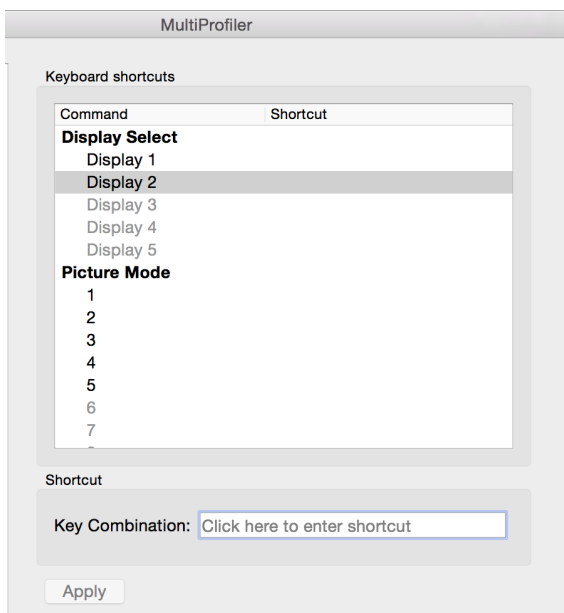 MultiProfiler
Keyboard shortcuts
Command Shortcut
Display Select
Display 1
Display 2
Display 3
Display 4
Display 5
Picture Mode
1
2
3
4
5
6
7
Shortcut
Key Combination: Click here to enter shortcut
Apply